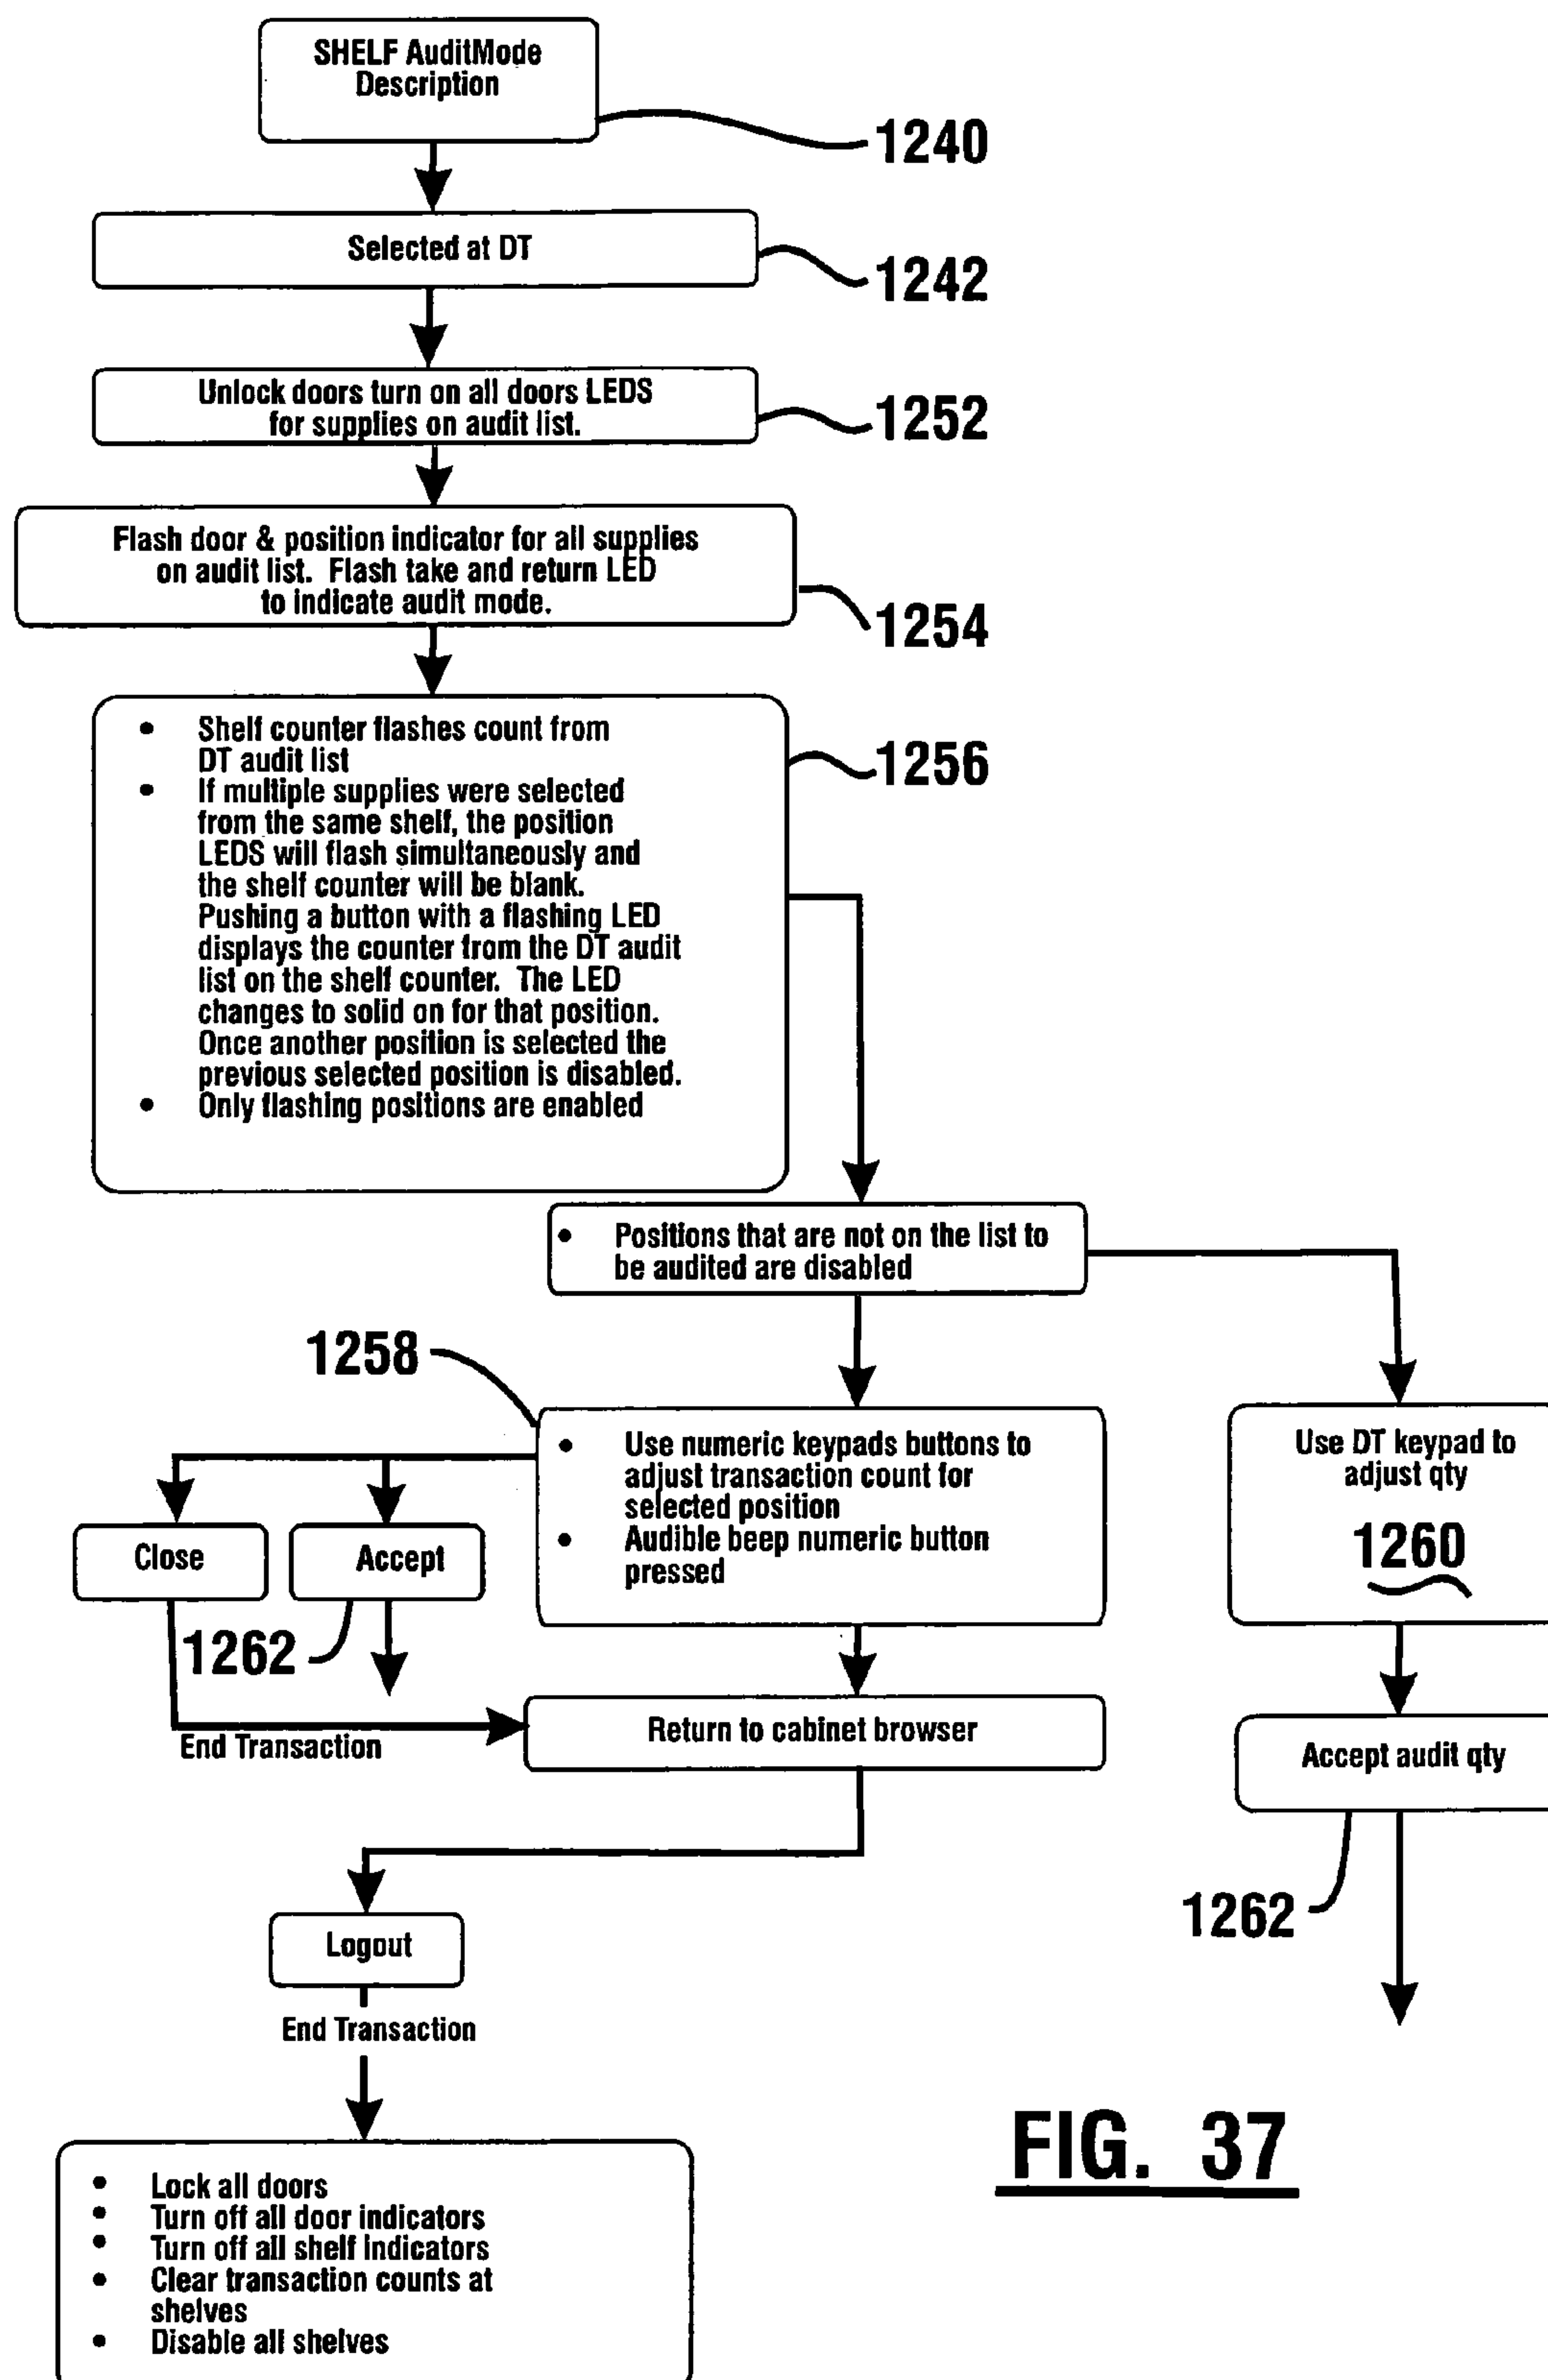 SHELF AuditMode
Description
1240
Selected at DT
1242
Unlock doors turn on all doors LEDS
for supplies on audit list.
1252
Flash door & position indicator for all supplies
on audit list. Flash take and return LED
to indicate audit mode.
1254
• Shelf counter flashes count from
DT audit list
• If multiple supplies were selected
from the same shelf, the position
LEDS will flash simultaneously and
the shelf counter will be blank.
Pushing a button with a flashing LED
displays the counter from the DT audit
list on the shelf counter. The LED
changes to solid on for that position.
Once another position is selected the
previous selected position is disabled.
• Only flashing positions are enabled
1256
• Positions that are not on the list to
be audited are disabled
1258
• Use numeric keypads buttons to
adjust transaction count for
selected position
• Audible beep numeric button
pressed
Use DT keypad to
adjust qty
1260
Close
Accept
1262
End Transaction
Return to cabinet browser
Accept audit qty
1262
Logout
End Transaction
• Lock all doors
• Turn off all door indicators
• Turn off all shelf indicators
• Clear transaction counts at
shelves
• Disable all shelves
FIG. 37